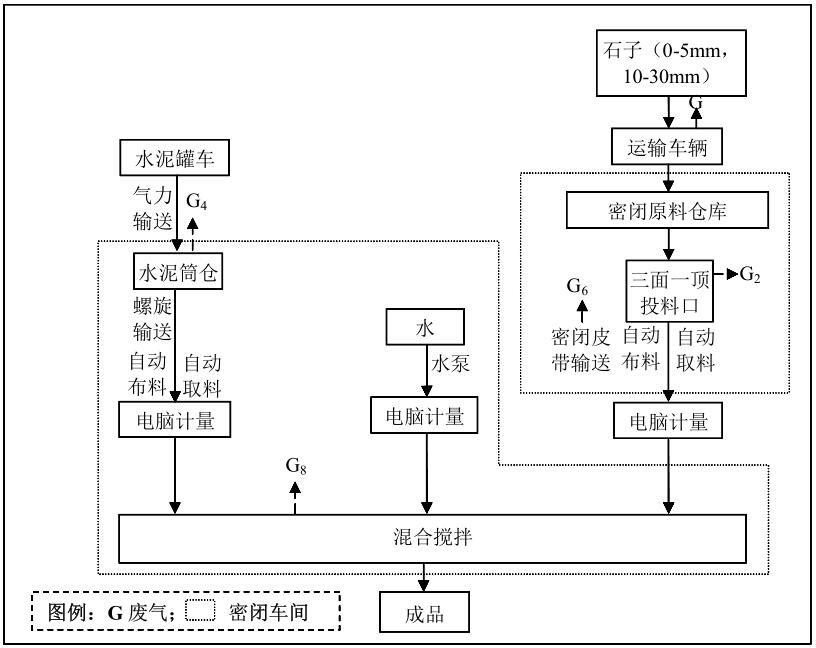 石子（0-5mm，
10-30mm）
G
运输车辆
水泥罐车
气力
输送
G4
密闭原料仓库
水泥筒仓
三面一顶
投料口
G2
G6
螺旋
输送
水
密闭皮
带输送
自动
布料
自动
取料
自动
布料
自动
取料
水泵
电脑计量
电脑计量
电脑计量
G8
混合搅拌
成品
图例：G 废气； 密闭车间